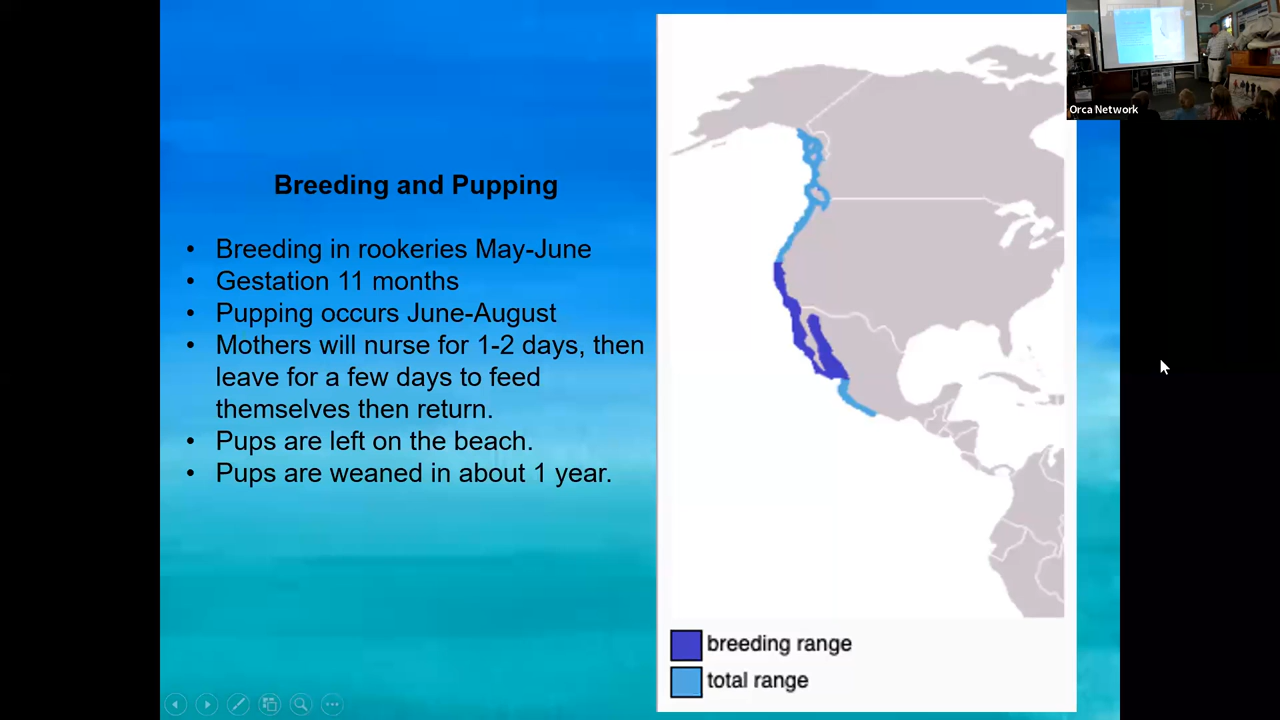 Orca Network
Breeding and Pupping
• Breeding in rookeries May-June
• Gestation 11 months
• Pupping occurs June-August
• Mothers will nurse for 1-2 days, then
leave for a few days to feed
themselves then return.
• Pups are left on the beach.
• Pups are weaned in about 1 year.
breeding range
total range